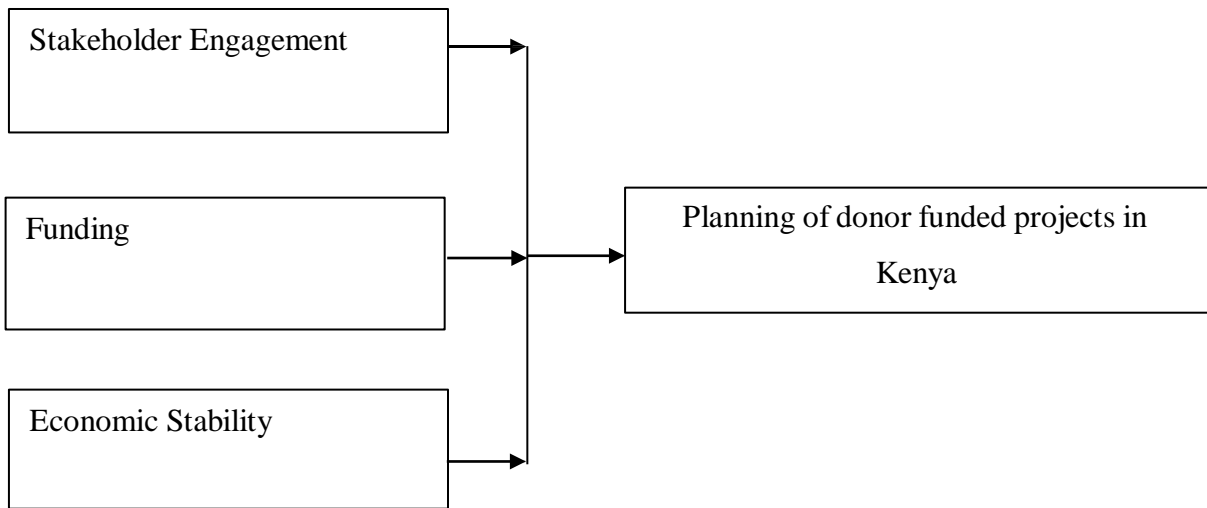 Stakeholder Engagement
Funding
Economic Stability
Planning of donor funded projects in
Kenya